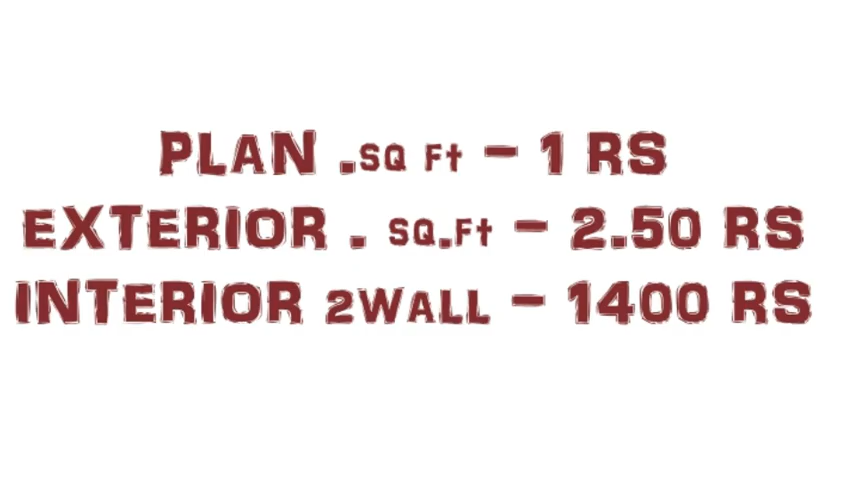 PLAN .SQ Ft - 1 RS
EXTERIOR . SQ.Ft - 2.50 RS
INTERIOR 2WALL - 1400 RS